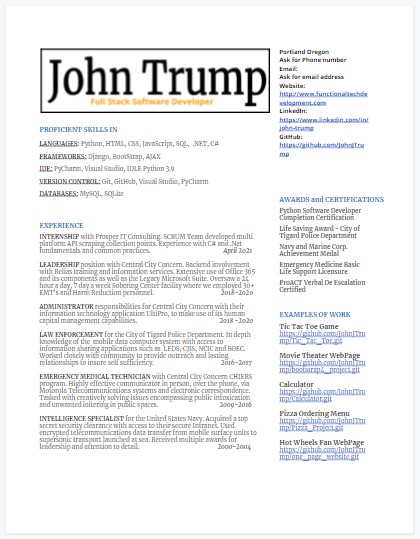 John Trump
Full Stack Software Developer
PROFICIENT SKILLS IN
LANGUAGES: Python, HTML, CSS, JavaScript, SQL, .NET, C#
FRAMEWORKS: Django, BootStrap, AJAX
IDE: PyCharm, Visual Studio, IDLE Python 3.9
VERSION CONTROL: Git, GitHub, Visual Studio, PyCharm
DATABASES: MySQL, SQLite
EXPERIENCE
INTERNSHIP with Prosper IT Consulting. SCRUM Team developed multi
platform API scraping collection points. Experience with C# and .Net
fundamentals and common practices. April 2021
LEADERSHIP position with Central City Concern. Backend involvement
with Relias training and information services. Extensive use of Office 365
and its components as well as the Legacy Microsoft services. Oversaw a 24
hour a day, 7 day a week Sobering Center facility where we employed 30+
EMT's and Harm Reduction personnel. 2018-2020
ADMINISTRATOR responsibilities for Central City Concern with their
information technology application UltiPro, to make use of its human
capital management capabilities. 2018 -2020
LAW ENFORCEMENT for the City of Tigard Police Department. In depth
knowledge of the mobile data computer system with access to
information sharing applications such as LEDS, CJIS, NCIC and BOEC.
Worked closely with community to provide outreach and lasting
relationships to insure self sufficiency. 2016-2017
EMERGENCY MEDICAL TECHNICIAN with Central City Concern CHIERS
program. Highly effective communicator in person, over the phone, via
Motorola Telecommunications systems and electronic correspondence.
Tasked with creatively solving issues encompassing public intoxication
and unwanted loitering in public spaces. 2009-2016
INTELLIGENCE SPECIALIST for the United States Navy. Acquired a top
secret security clearance with access to their secure Intranet. Used
encrypted telecommunications data transfer from mobile surface units to
supersonic transport launched at sea. Received multiple awards for
leadership and attention to detail. 2000-2004
Portland Oregon
Ask for Phone number
Email:
Ask for email address
Website:
http://www.functionaltechde
velopment.com
LinkedIn:
https://www.linkedin.com/in/
john-trump
GitHub:
https://github.com/JohnJTru
mp
AWARDS and CERTIFICATIONS
Python Software Developer
Completion Certification
Life Saving Award - City of
Tigard Police Department
Navy and Marine Corp.
Achievement Medal
Emergency Medicine Basic
Life Support Licensure
ProACT Verbal De Escalation
Certified
EXAMPLES OF WORK
Tic Tac Toe Game
https://github.com/JohnJTru
mp/Tic_Tac_Toe.git
Movie Theater WebPage
https://github.com/JohnJTru
mp/bootstrap4_project.git
Calculator
https://github.com/JohnJTru
mp/Calculator.git
Pizza Ordering Menu
https://github.com/JohnJTru
mp/Pizza_Project.git
Hot Wheels Fan WebPage
https://github.com/JohnJTru
mp/one_page_website.git